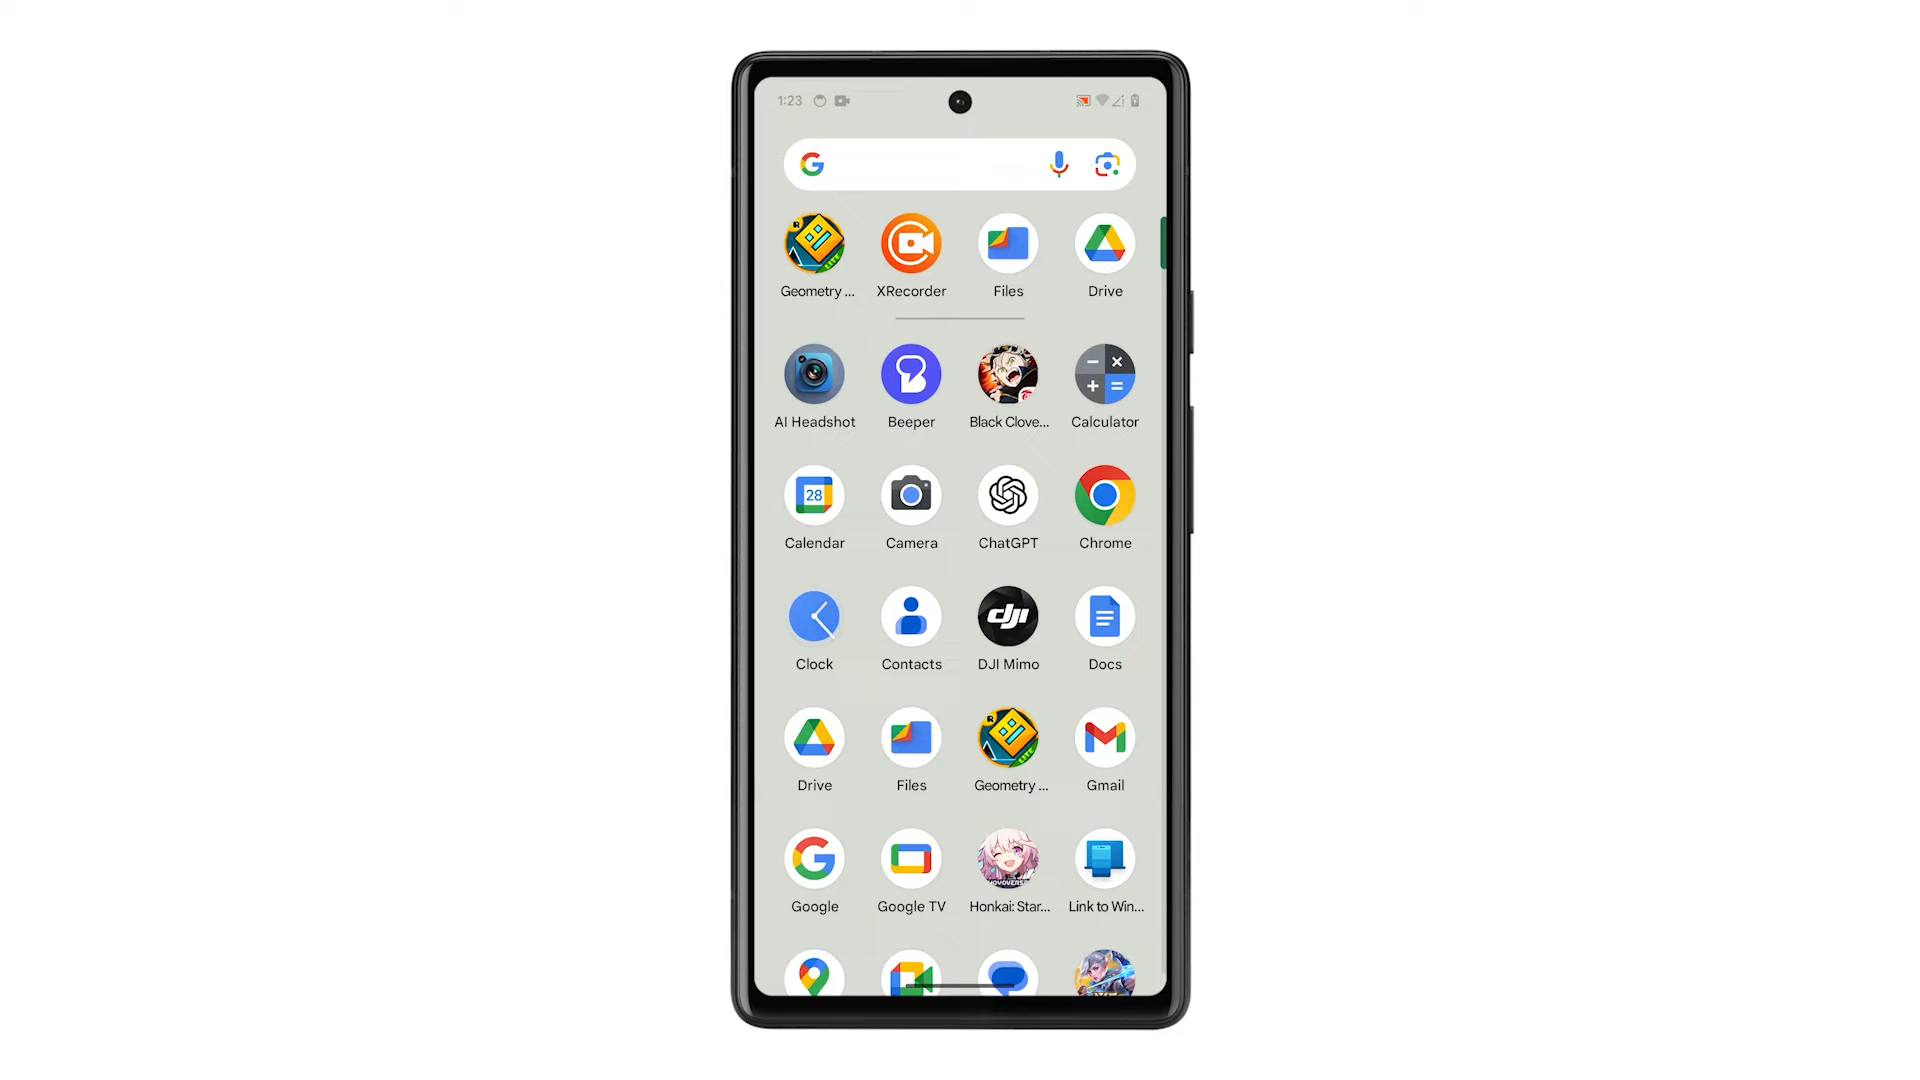 1:23
Geometry ... XRecorder Files Drive
AI Headshot Beeper Black Clove... Calculator
28
Calendar Camera ChatGPT Chrome
dji
Clock Contacts DJI Mimo Docs
Drive Files Geometry ... Gmail
Google Google TV Honkai: Star... Link to Win...